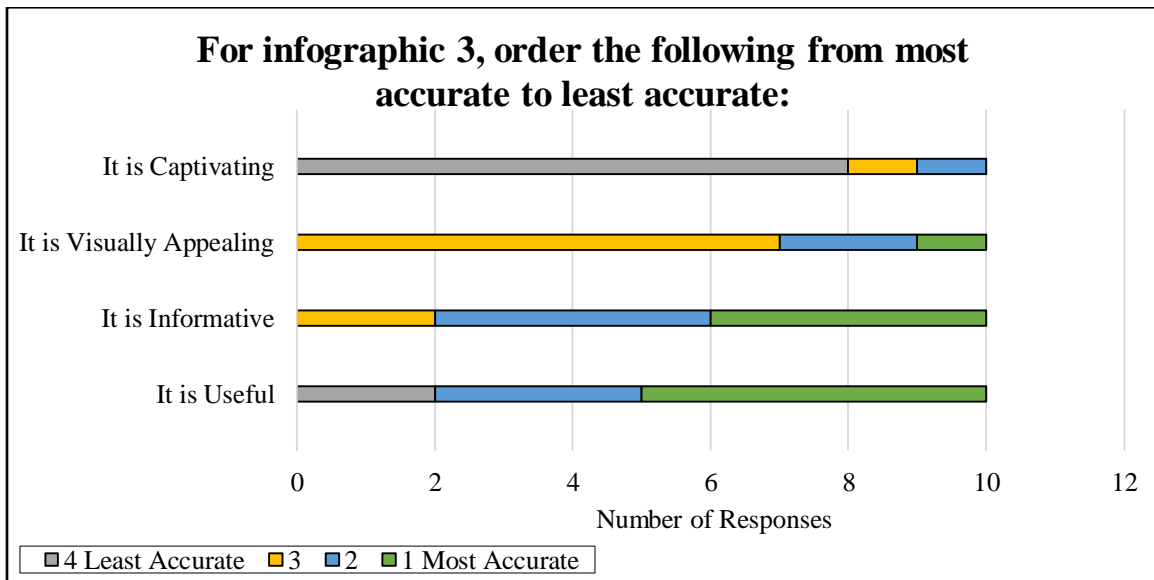 For infographic 3, order the following from most
accurate to least accurate:
It is Captivating
It is Visually Appealing
It is Informative
It is Useful
0 2 4 6 8 10 12
Number of Responses
4 Least Accurate 3 2 1 Most Accurate